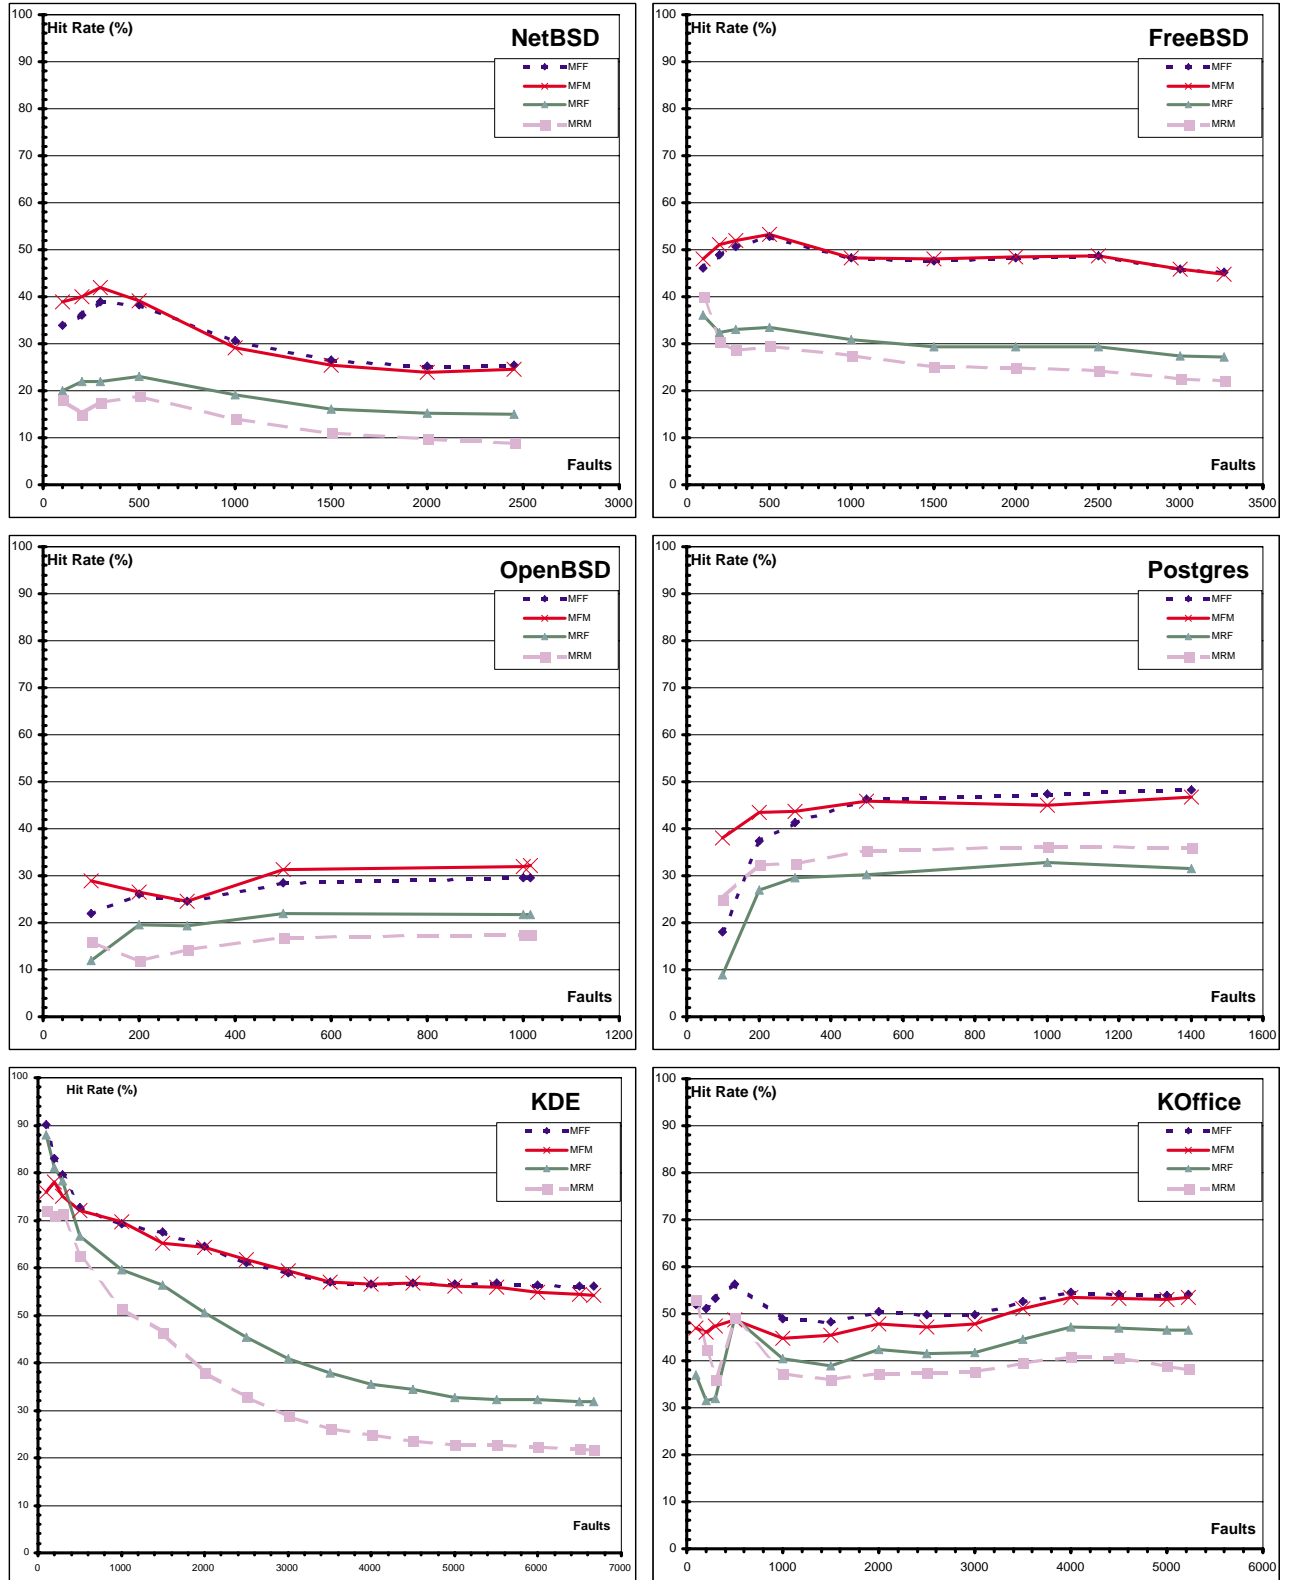 Hit Rate (%)
NetBSD
MFF
MFM
MRF
MRM
100
90
80
70
60
50
40
30
20
10
0
Faults
0 500 1000 1500 2000 2500 3000
Hit Rate (%)
FreeBSD
MFF
MFM
MRF
MRM
100
90
80
70
60
50
40
30
20
10
0
Faults
0 500 1000 1500 2000 2500 3000 3500
Hit Rate (%)
OpenBSD
MFF
MFM
MRF
MRM
100
90
80
70
60
50
40
30
20
10
0
Faults
0 200 400 600 800 1000 1200
Hit Rate (%)
Postgres
MFF
MFM
MRF
MRM
100
90
80
70
60
50
40
30
20
10
0
Faults
0 200 400 600 800 1000 1200 1400 1600
Hit Rate (%)
KDE
MFF
MFM
MRF
MRM
100
90
80
70
60
50
40
30
20
10
0
Faults
0 1000 2000 3000 4000 5000 6000 7000
Hit Rate (%)
KOffice
MFF
MFM
MRF
MRM
100
90
80
70
60
50
40
30
20
10
0
Faults
0 1000 2000 3000 4000 5000 6000